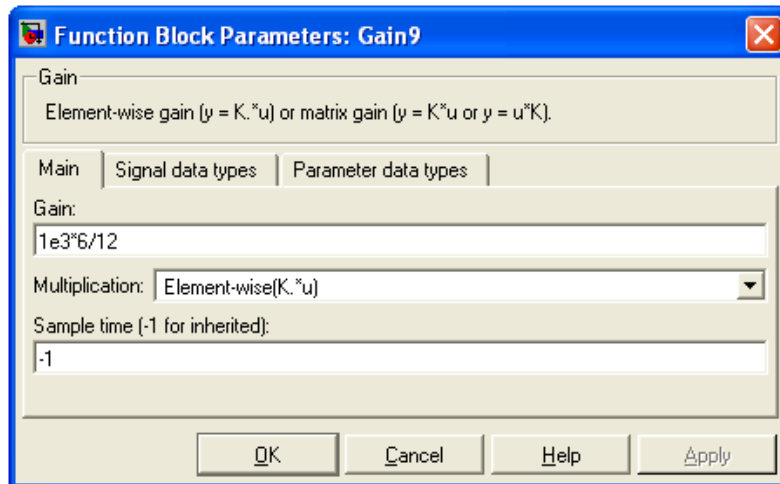 Function Block Parameters: Gain9
Gain
Element-wise gain (y = K.*u) or matrix gain (y = K*u or y = u*K).
Main Signal data types Parameter data types
Gain:
1e3*6/12
Multiplication: Element-wise(K.*u)
Sample time (-1 for inherited):
-1
OK Cancel Help Apply